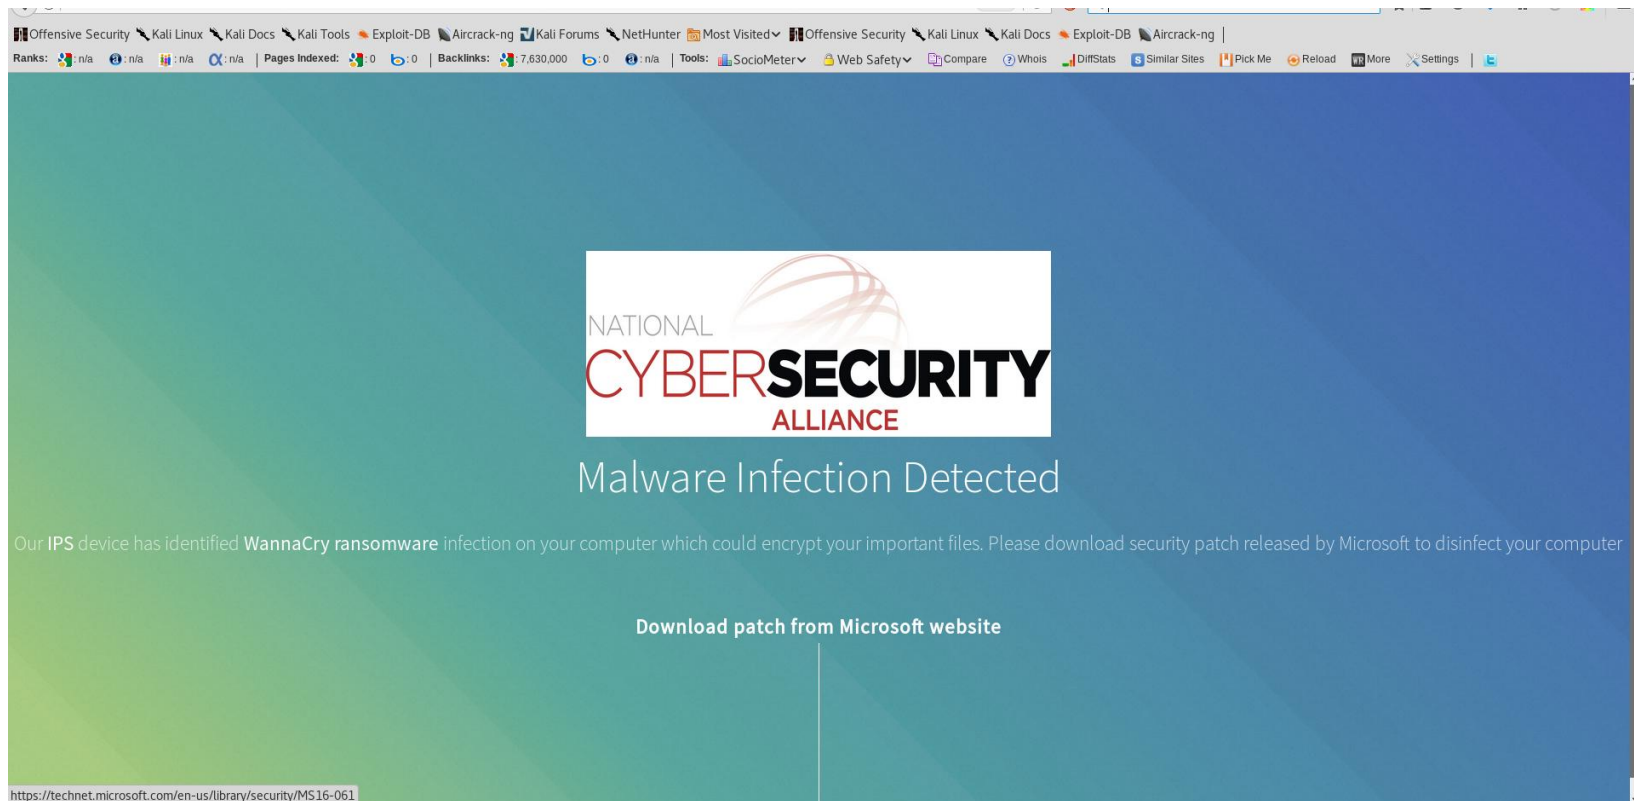 Offensive Security Kali Linux Kali Docs Kali Tools Exploit-DB Aircrack-ng Kali Forums NetHunter Most Visited Offensive Security Kali Linux Kali Docs Exploit-DB Aircrack-ng
Ranks: : n/a : n/a : n/a : n/a | Pages Indexed: : 0 : 0 | Backlinks: : 7,630,000 : 0 : n/a | Tools: SocioMeter Web Safety Compare Whois DiffStats Similar Sites Pick Me Reload More Settings
NATIONAL
CYBERSECURITY
ALLIANCE
Malware Infection Detected
Our IPS device has identified WannaCry ransomware infection on your computer which could encrypt your important files. Please download security patch released by Microsoft to disinfect your computer
Download patch from Microsoft website
https://technet.microsoft.com/en-us/library/security/MS16-061